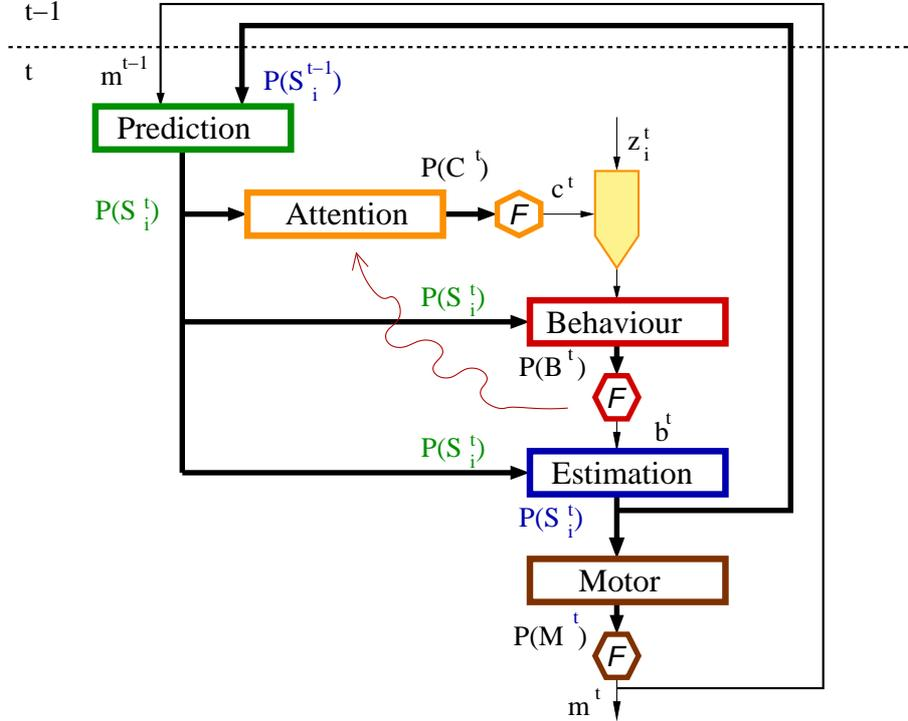 t−1
t
m^{t−1}
P(S_i^{t−1})
Prediction
z_i^t
P(C^t)
c^t
P(S_i^t)
Attention
F
P(S_i^t)
Behaviour
P(B^t)
F
b^t
P(S_i^t)
Estimation
P(S_i^t)
Motor
P(M^t)
F
m^t